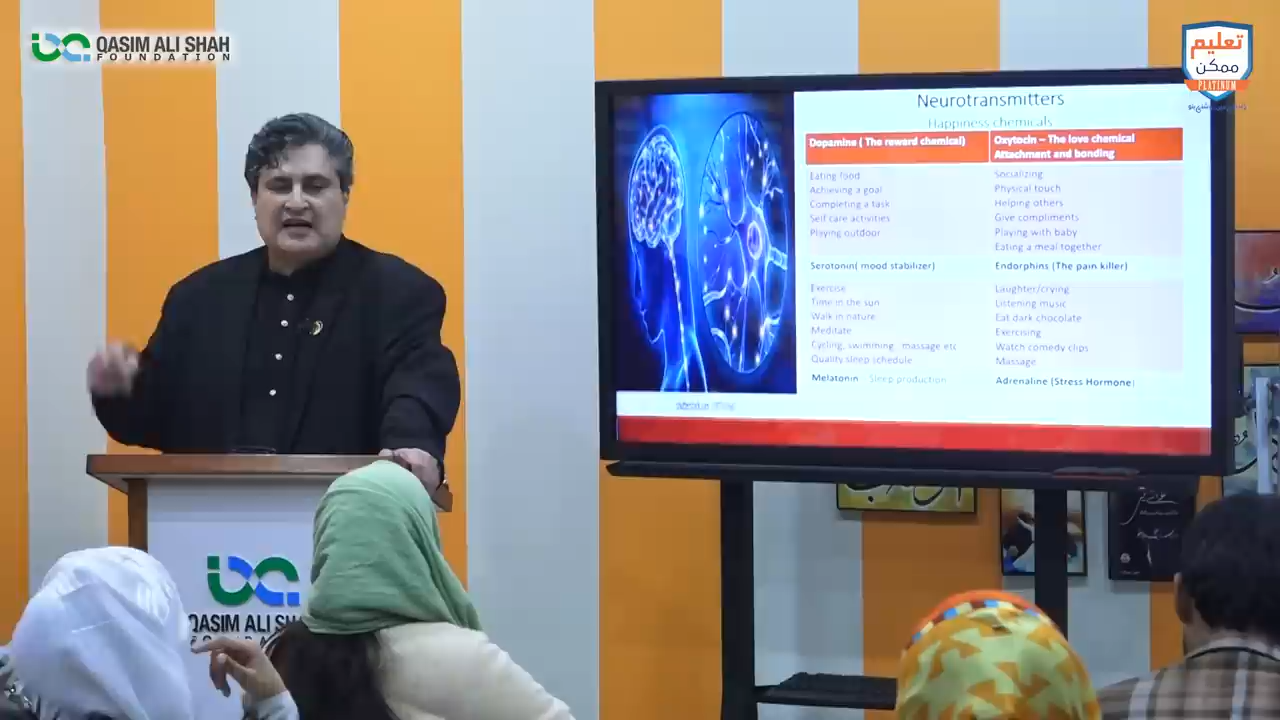 QASIM ALI SHAH
FOUNDATION
تعلیم
ممکن
PLATINUM
Neurotransmitters
Happiness chemicals
Dopamine ( The reward chemical)
Oxytocin – The love chemical
Attachment and bonding
Eating food
Achieving a goal
Completing a task
Self care activities
Playing outdoor
Socializing
Physical touch
Helping others
Give compliments
Playing with baby
Eating a meal together
Serotonin( mood stabilizer)
Endorphins (The pain killer)
Exercise
Time in the sun
Walk in nature
Meditate
Cycling, swimming, massage etc
Quality sleep schedule
Laughter/crying
Listening music
Eat dark chocolate
Exercising
Watch comedy clips
Massage
Melatonin – Sleep production
Adrenaline (Stress Hormone)
QASIM ALI SH